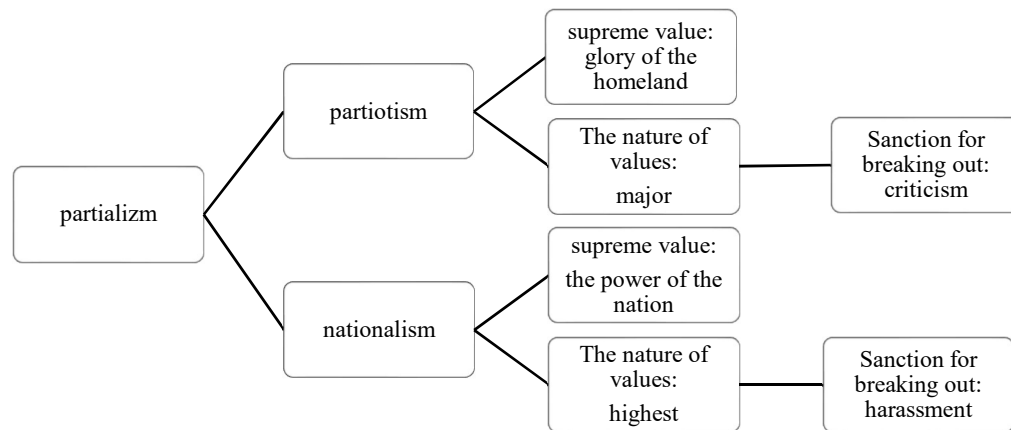 partializm
partiotism
supreme value:
glory of the
homeland
The nature of
values:
major
Sanction for
breaking out:
criticism
nationalism
supreme value:
the power of the
nation
The nature of
values:
highest
Sanction for
breaking out:
harassment